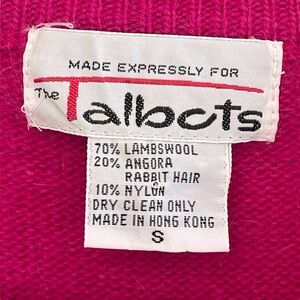 MADE EXPRESSLY FOR
The Talbots
70% LAMBSWOOL
20% ANGORA
RABBIT HAIR
10% NYLON
DRY CLEAN ONLY
MADE IN HONG KONG
S